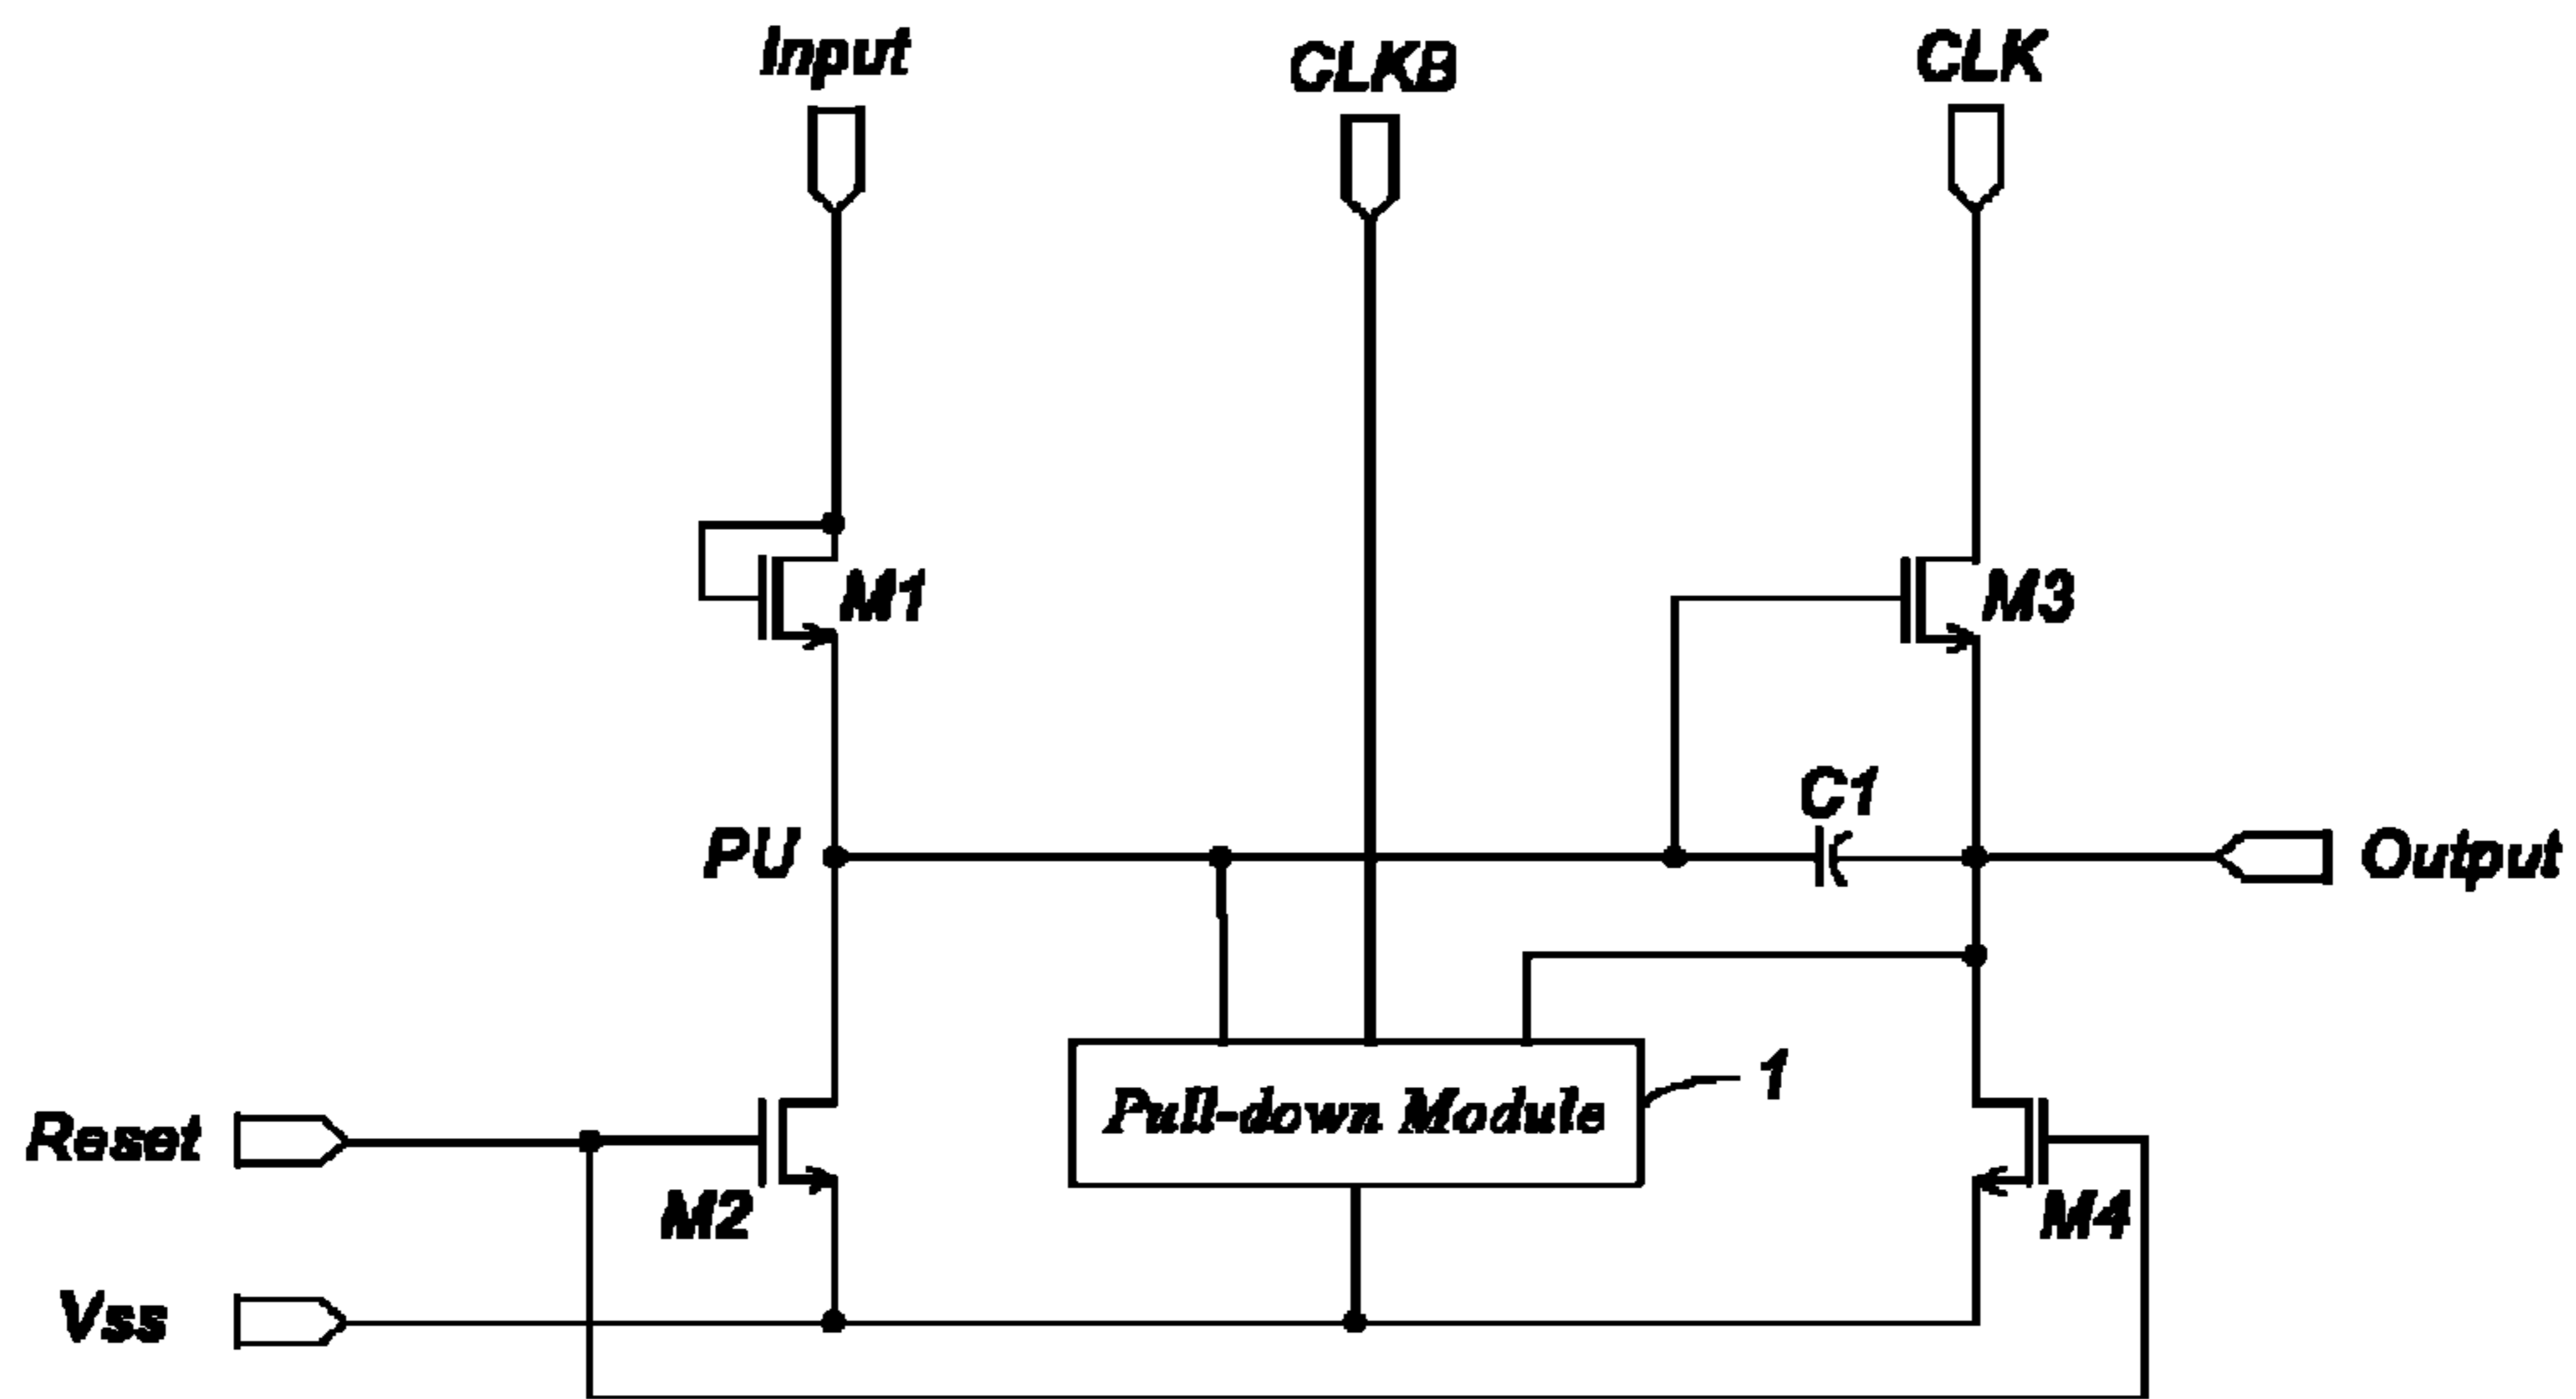 Input
CLKB
CLK
M1
M3
C1
PU
Output
Pull-down Module
1
Reset
M2
M4
Vss